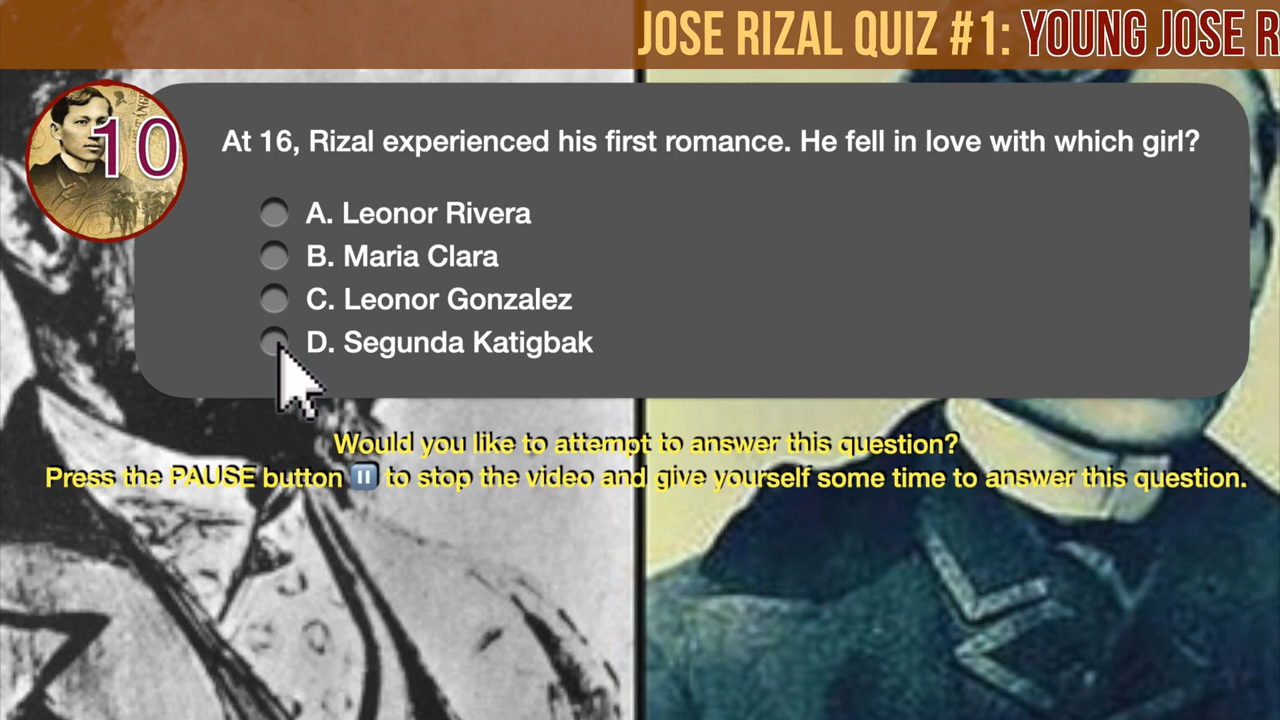 JOSE RIZAL QUIZ #1: YOUNG JOSE R
10
At 16, Rizal experienced his first romance. He fell in love with which girl?
A. Leonor Rivera
B. Maria Clara
C. Leonor Gonzalez
D. Segunda Katigbak
Would you like to attempt to answer this question?
Press the PAUSE button ⏸ to stop the video and give yourself some time to answer this question.